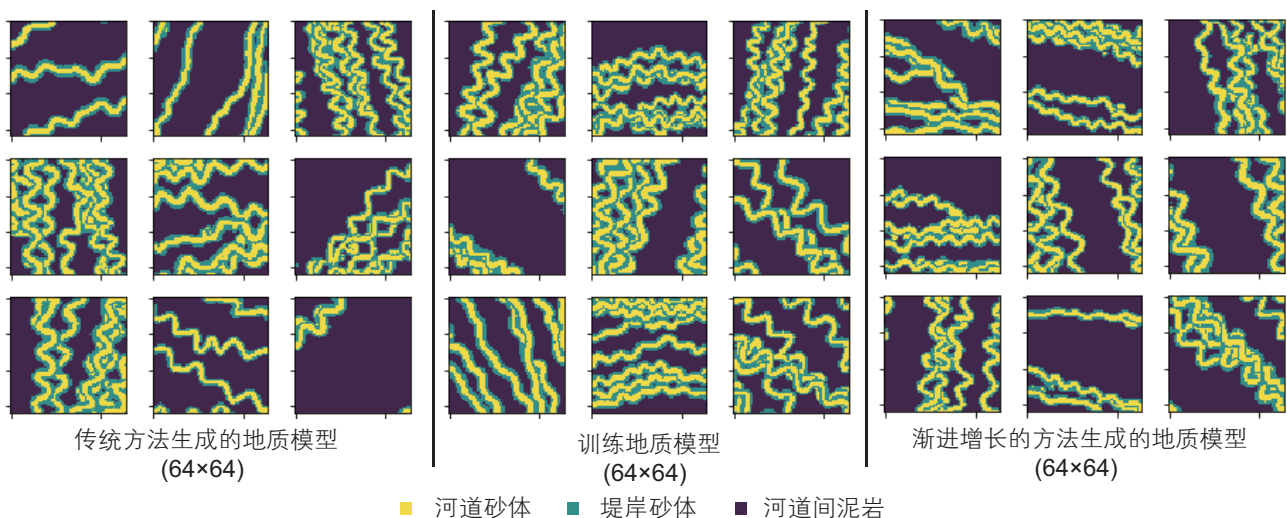 传统方法生成的地质模型
(64×64)
训练地质模型
(64×64)
渐进增长的方法生成的地质模型
(64×64)
河道砂体 堤岸砂体 河道间泥岩